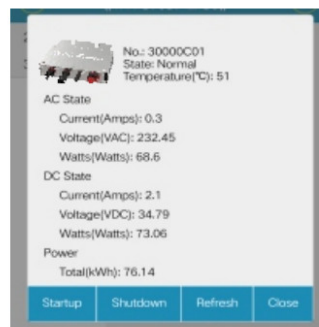 No.: 30000C01
State: Normal
Temperature(℃): 51
AC State
Current(Amps): 0.3
Voltage(VAC): 232.45
Watts(Watts): 68.6
DC State
Current(Amps): 2.1
Voltage(VDC): 34.79
Watts(Watts): 73.06
Power
Total(kWh): 76.14
Startup Shutdown Refresh Close